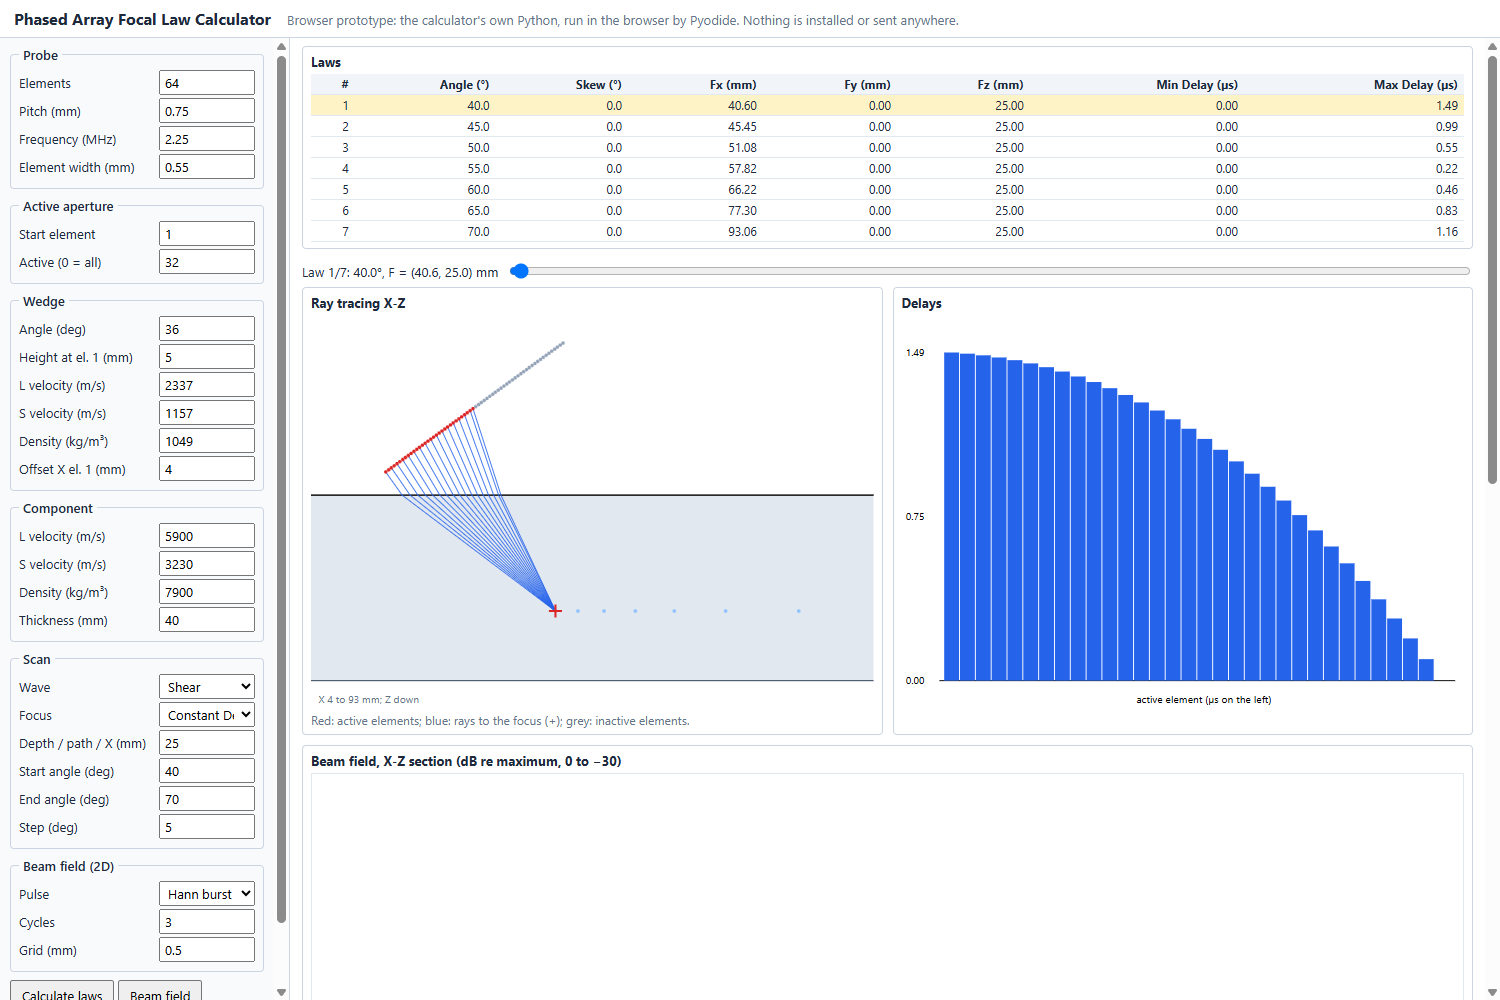 Phased Array Focal Law Calculator
Browser prototype: the calculator's own Python, run in the browser by Pyodide. Nothing is installed or sent anywhere.
Probe
Elements 64
Pitch (mm) 0.75
Frequency (MHz) 2.25
Element width (mm) 0.55
Active aperture
Start element 1
Active (0 = all) 32
Wedge
Angle (deg) 36
Height at el. 1 (mm) 5
L velocity (m/s) 2337
S velocity (m/s) 1157
Density (kg/m³) 1049
Offset X el. 1 (mm) 4
Component
L velocity (m/s) 5900
S velocity (m/s) 3230
Density (kg/m³) 7900
Thickness (mm) 40
Scan
Wave Shear
Focus Constant De
Depth / path / X (mm) 25
Start angle (deg) 40
End angle (deg) 70
Step (deg) 5
Beam field (2D)
Pulse Hann burst
Cycles 3
Grid (mm) 0.5
Calculate laws Beam field
Laws
# Angle (°) Skew (°) Fx (mm) Fy (mm) Fz (mm) Min Delay (µs) Max Delay (µs)
1 40.0 0.0 40.60 0.00 25.00 0.00 1.49
2 45.0 0.0 45.45 0.00 25.00 0.00 0.99
3 50.0 0.0 51.08 0.00 25.00 0.00 0.55
4 55.0 0.0 57.82 0.00 25.00 0.00 0.22
5 60.0 0.0 66.22 0.00 25.00 0.00 0.46
6 65.0 0.0 77.30 0.00 25.00 0.00 0.83
7 70.0 0.0 93.06 0.00 25.00 0.00 1.16
Law 1/7: 40.0°, F = (40.6, 25.0) mm
Ray tracing X-Z
X 4 to 93 mm; Z down
Red: active elements; blue: rays to the focus (+); grey: inactive elements.
Delays
1.49
0.75
0.00
active element (µs on the left)
Beam field, X-Z section (dB re maximum, 0 to −30)